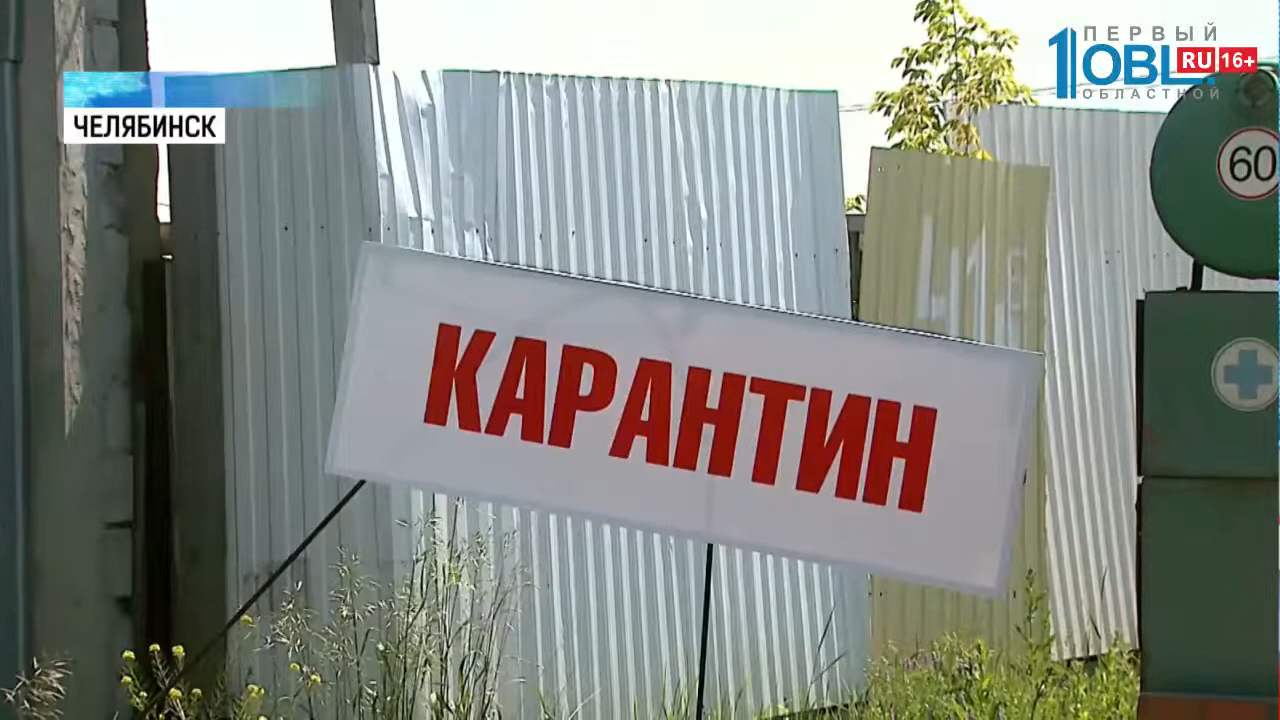 ПЕРВЫЙ
1OBL.RU 16+
ОБЛАСТНОЙ
ЧЕЛЯБИНСК
60
КАРАНТИН